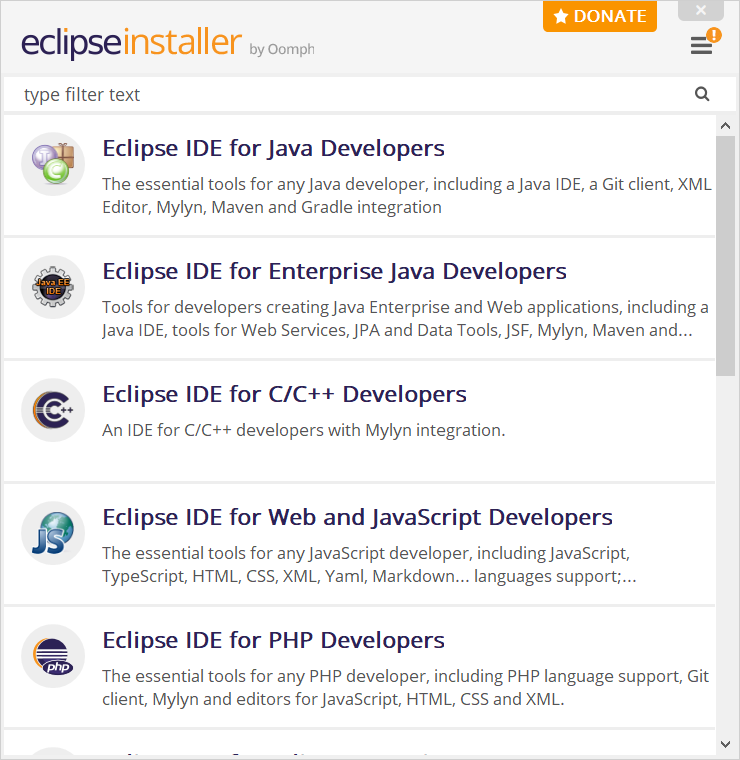 DONATE
eclipseinstaller by Oomph
type filter text
Eclipse IDE for Java Developers
The essential tools for any Java developer, including a Java IDE, a Git client, XML
Editor, Mylyn, Maven and Gradle integration
Java EE
IDE
Eclipse IDE for Enterprise Java Developers
Tools for developers creating Java Enterprise and Web applications, including a
Java IDE, tools for Web Services, JPA and Data Tools, JSF, Mylyn, Maven and...
C++
Eclipse IDE for C/C++ Developers
An IDE for C/C++ developers with Mylyn integration.
JS
Eclipse IDE for Web and JavaScript Developers
The essential tools for any JavaScript developer, including JavaScript,
TypeScript, HTML, CSS, XML, Yaml, Markdown... languages support;...
php
Eclipse IDE for PHP Developers
The essential tools for any PHP developer, including PHP language support, Git
client, Mylyn and editors for JavaScript, HTML, CSS and XML.